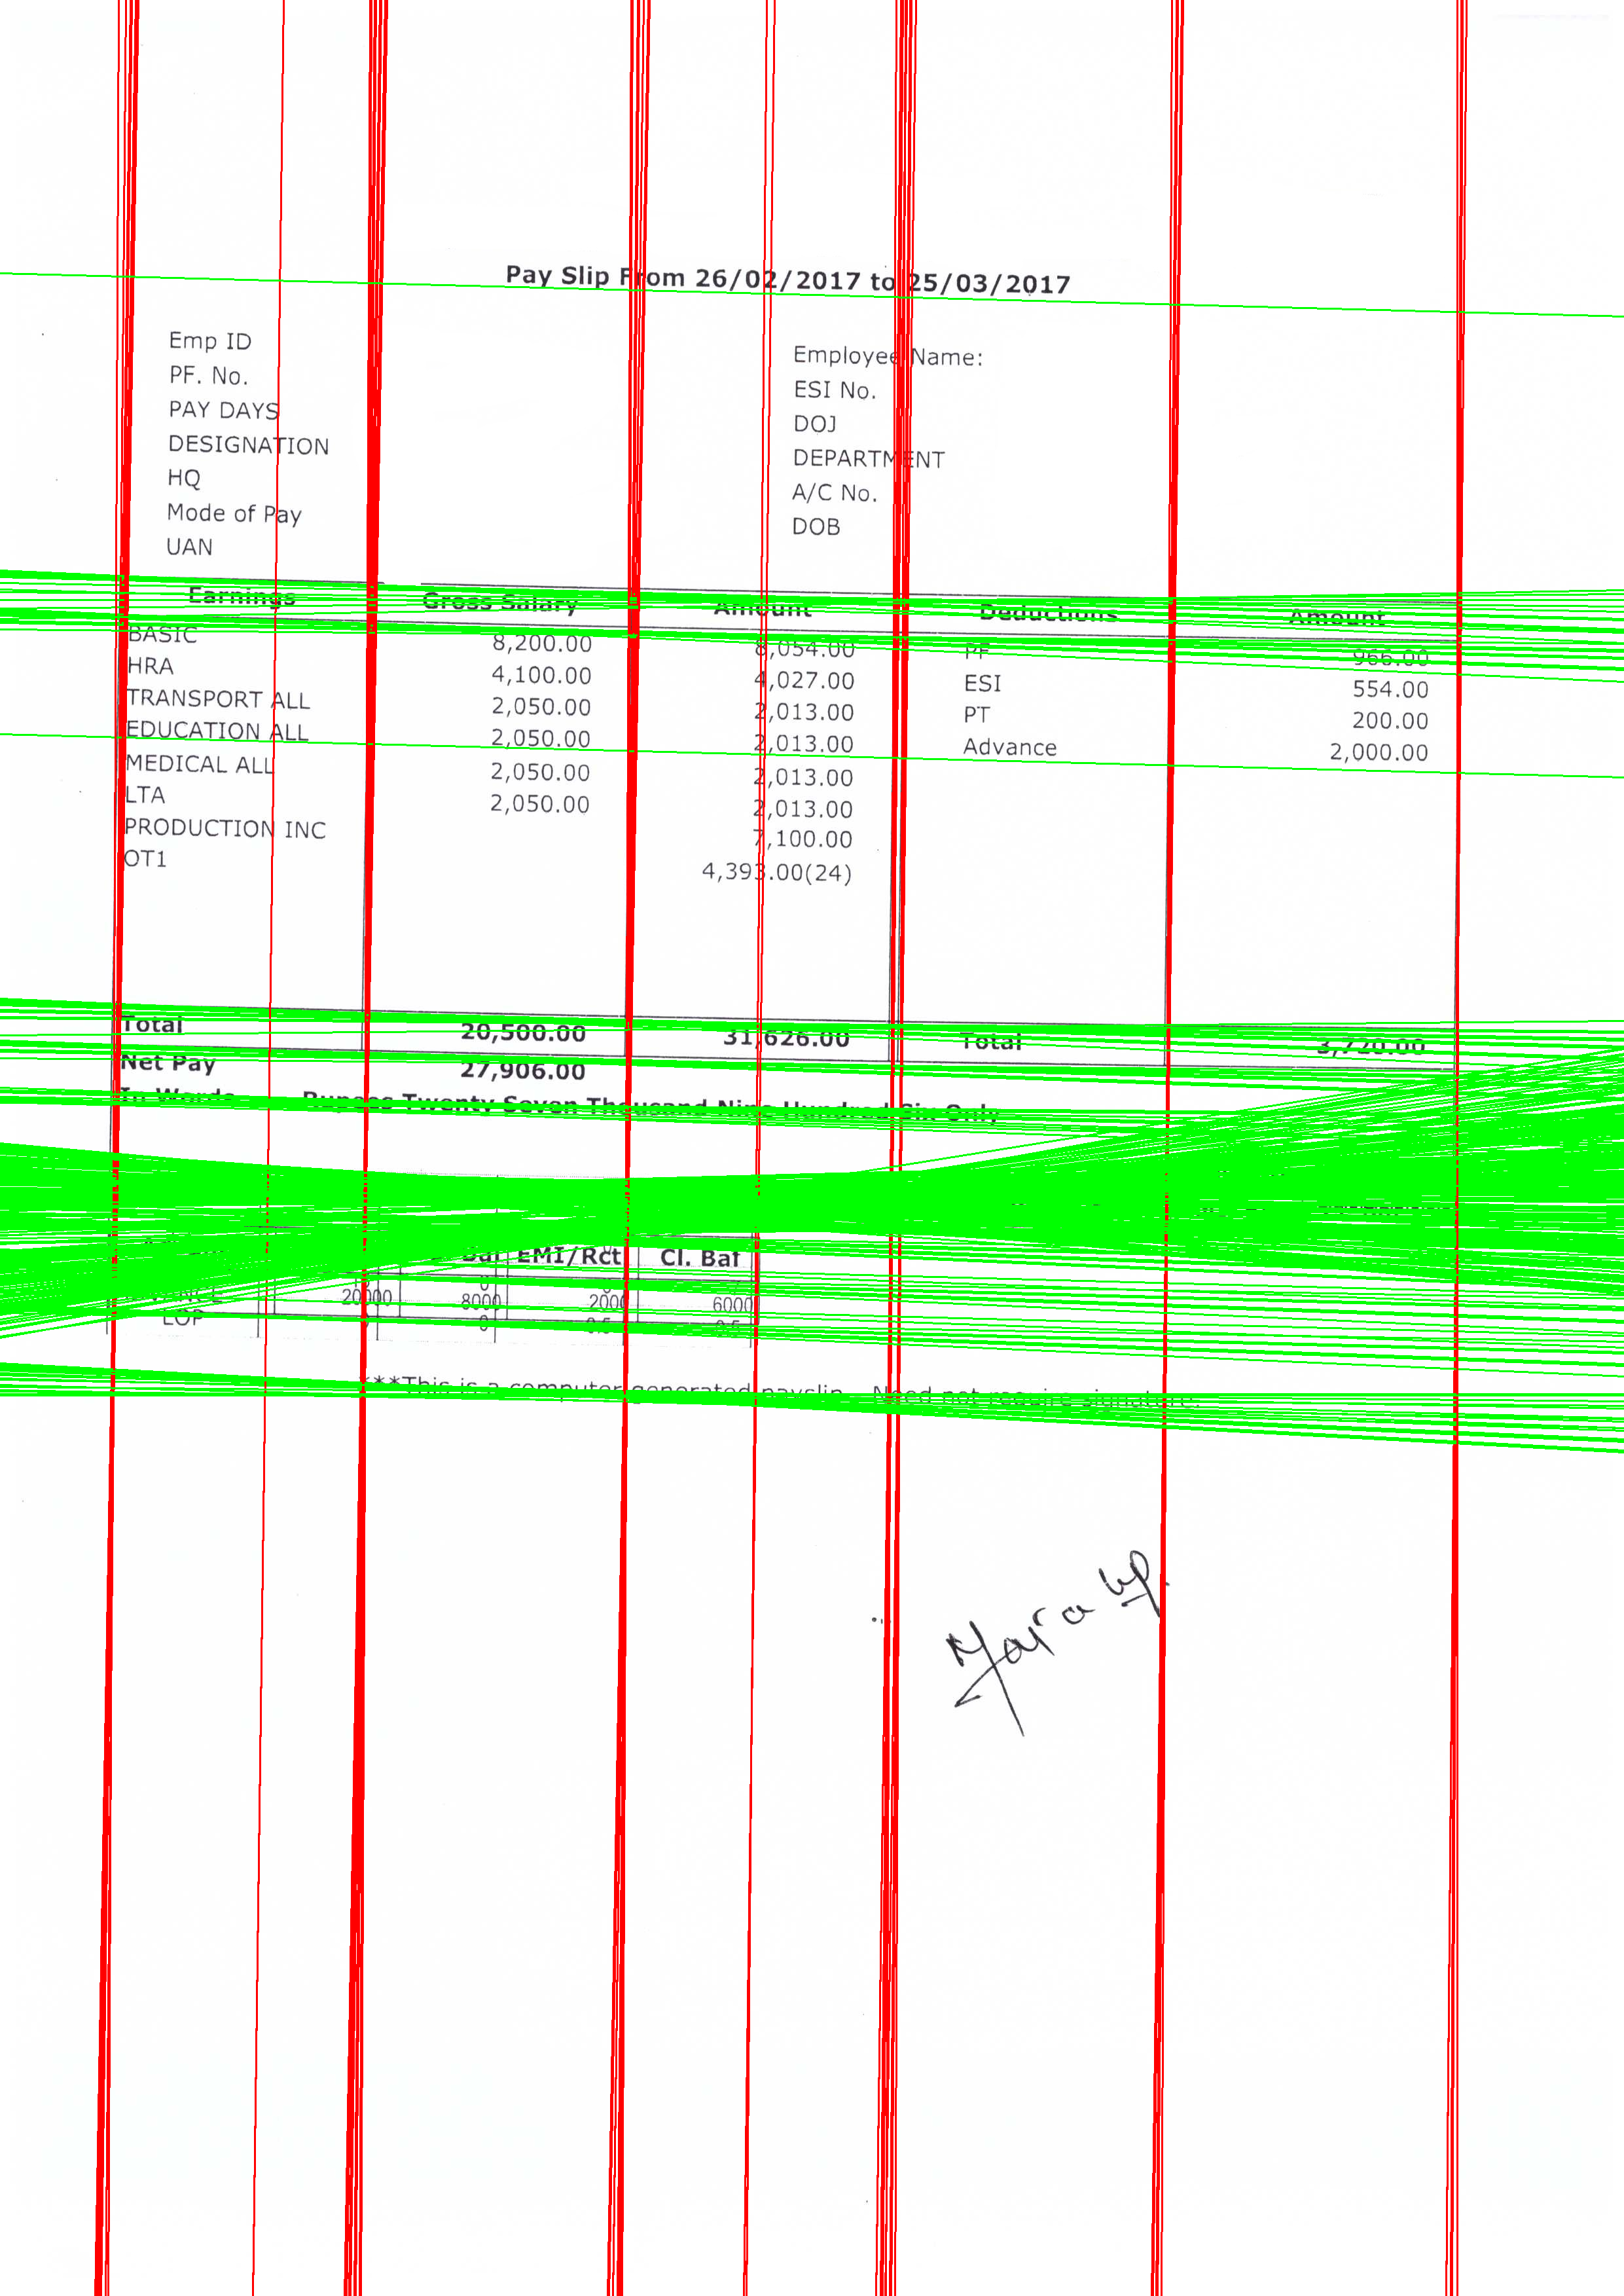 Pay Slip From 26/02/2017 to 25/03/2017
Emp ID
Employee Name:
PF. No.
ESI No.
PAY DAYS
DOJ
DESIGNATION
DEPARTMENT
HQ
A/C No.
Mode of Pay
DOB
UAN
Earnings Gross Salary Amount Deductions Amount
BASIC 8,200.00 8,054.00 PF 966.00
HRA 4,100.00 4,027.00 ESI 554.00
TRANSPORT ALL 2,050.00 2,013.00 PT 200.00
EDUCATION ALL 2,050.00 2,013.00 Advance 2,000.00
MEDICAL ALL 2,050.00 2,013.00
LTA 2,050.00 2,013.00
PRODUCTION INC 7,100.00
OT1 4,393.00(24)
Total 20,500.00 31,626.00 Total 3,720.00
Net Pay 27,906.00
In Words Rupees Twenty Seven Thousand Nine Hundred Six Only
EMI/Rct Cl. Bal
20000 8000 2000 6000
LOP 0 0.5 0.5
***This is a computer generated payslip. Need not require signature.